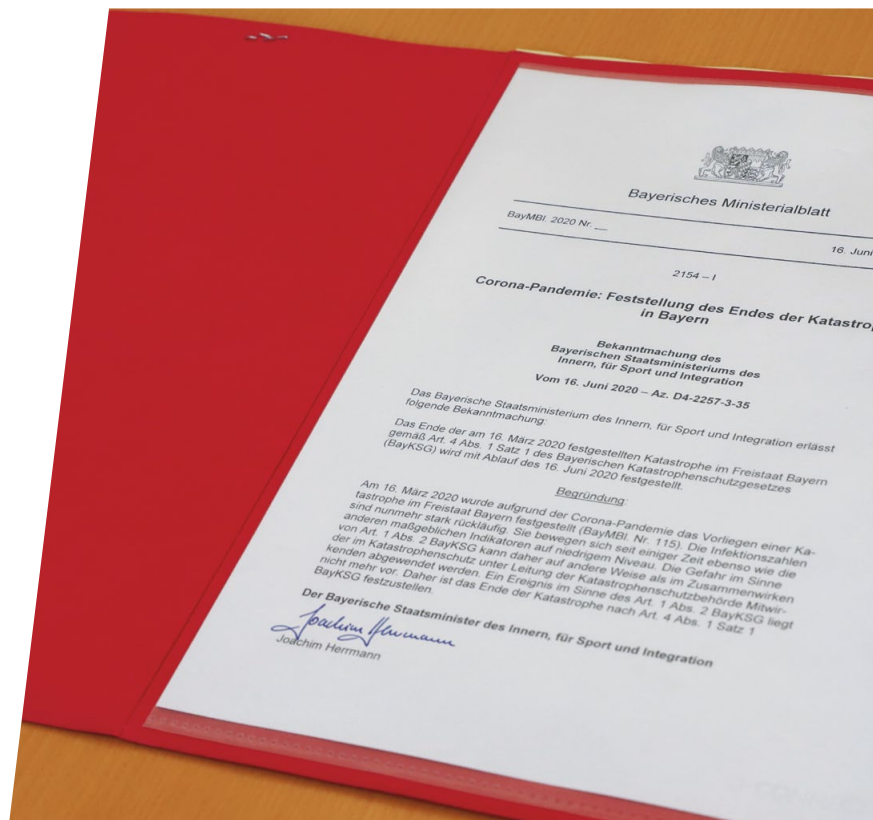 Bayerisches Ministerialblatt
BayMBl. 2020 Nr. __
16. Juni
2154 – I
Corona-Pandemie: Feststellung des Endes der Katastrop
in Bayern
Bekanntmachung des
Bayerischen Staatsministeriums des
Innern, für Sport und Integration
Vom 16. Juni 2020 – Az. D4-2257-3-35
Das Bayerische Staatsministerium des Innern, für Sport und Integration erlässt
folgende Bekanntmachung:
Das Ende der am 16. März 2020 festgestellten Katastrophe im Freistaat Bayern
gemäß Art. 4 Abs. 1 Satz 1 des Bayerischen Katastrophenschutzgesetzes
(BayKSG) wird mit Ablauf des 16. Juni 2020 festgestellt.
Begründung:
Am 16. März 2020 wurde aufgrund der Corona-Pandemie das Vorliegen einer Ka-
tastrophe im Freistaat Bayern festgestellt (BayMBl. Nr. 115). Die Infektionszahlen
sind nunmehr stark rückläufig. Sie bewegen sich seit einiger Zeit ebenso wie die
anderen maßgeblichen Indikatoren auf niedrigem Niveau. Die Gefahr im Sinne
von Art. 1 Abs. 2 BayKSG kann daher auf andere Weise als im Zusammenwirken
der im Katastrophenschutz unter Leitung der Katastrophenschutzbehörde Mitwir-
kenden abgewendet werden. Ein Ereignis im Sinne des Art. 1 Abs. 2 BayKSG liegt
nicht mehr vor. Daher ist das Ende der Katastrophe nach Art. 4 Abs. 1 Satz 1
BayKSG festzustellen.
Der Bayerische Staatsminister des Innern, für Sport und Integration
Joachim Herrmann
Joachim Herrmann